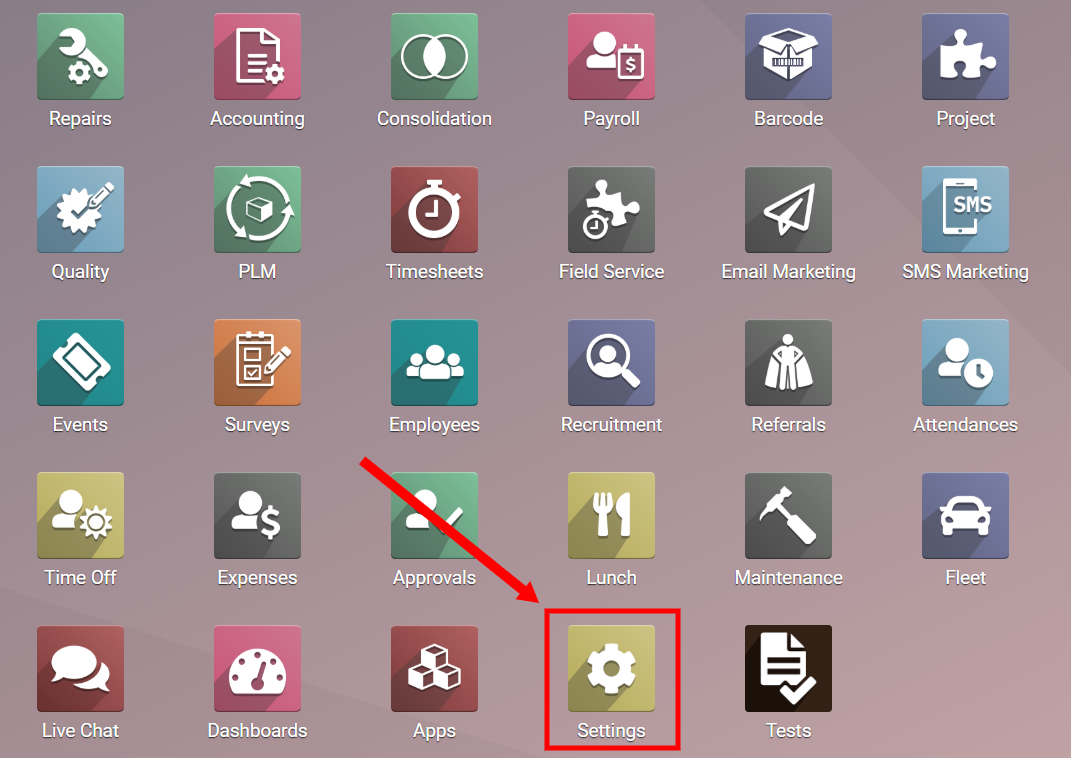 Repairs
Accounting
Consolidation
Payroll
Barcode
Project
Quality
PLM
Timesheets
Field Service
SMS
Email Marketing
SMS Marketing
Events
Surveys
Employees
Recruitment
Referrals
Attendances
Time Off
Expenses
Approvals
Lunch
Maintenance
Fleet
Live Chat
Dashboards
Apps
Settings
Tests